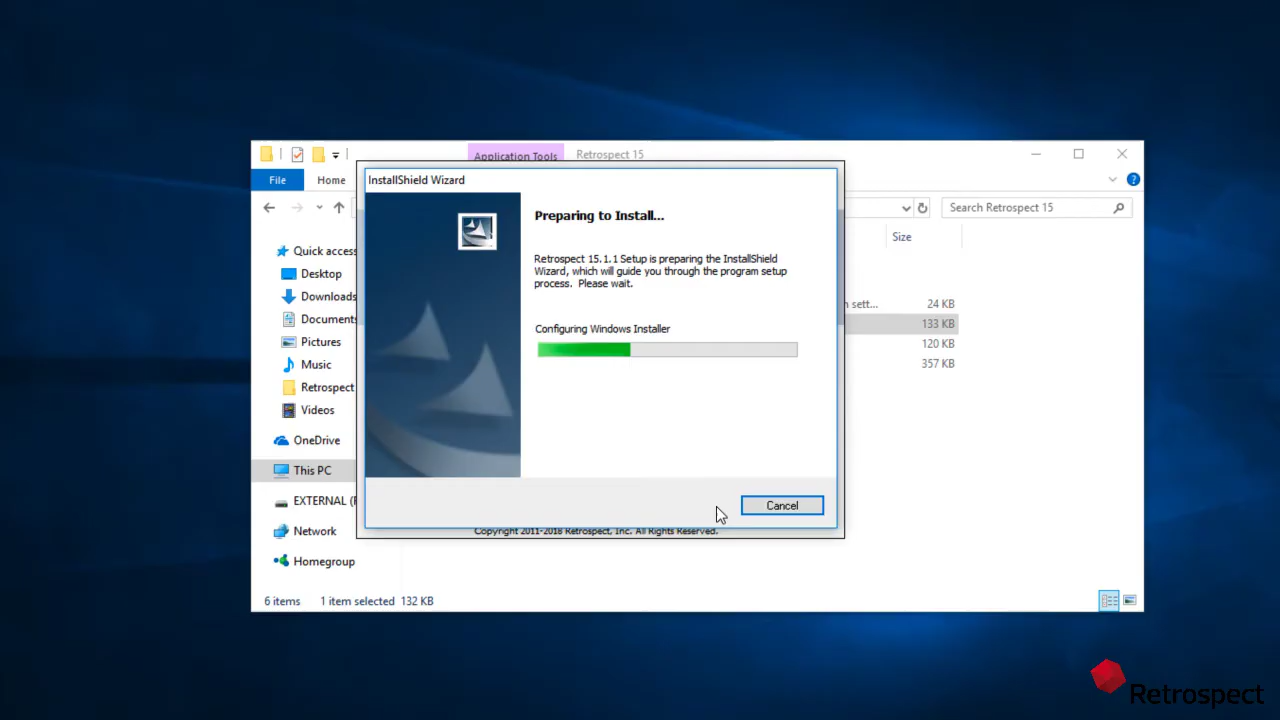 Application Tools
Retrospect 15
InstallShield Wizard
File
Home
Preparing to Install...
Search Retrospect 15
Size
Quick access
Retrospect 15.1.1 Setup is preparing the InstallShield
Wizard, which will guide you through the program setup
process. Please wait.
Desktop
Downloads
Documents
Pictures
Music
Retrospect
Videos
OneDrive
This PC
EXTERNAL (
Network
Homegroup
Configuring Windows Installer
n sett...
24 KB
133 KB
120 KB
357 KB
Cancel
Copyright 2011-2018 Retrospect, Inc. All Rights Reserved.
6 items
1 item selected 132 KB
Retrospect